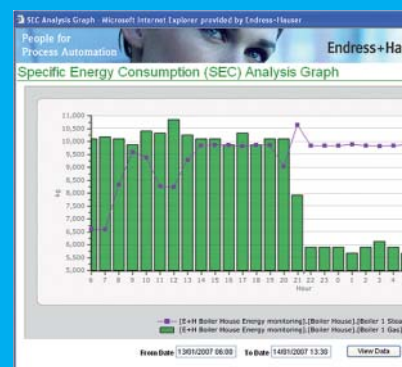 SEC Analysis Graph - Microsoft Internet Explorer provided by Endress+Hauser
People for
Process Automation
Endress+Ha
Specific Energy Consumption (SEC) Analysis Graph
11,000
10,500
10,000
9,500
9,000
8,500
8,000
7,500
7,000
6,500
6,000
5,500
5,000
kg
6 7 8 9 10 11 12 13 14 15 16 17 18 19 20 21 22 23 0 1 2 3 4
Hour
[E+H Boiler House Energy monitoring].[Boiler House].[Boiler 1 Stea
[E+H Boiler House Energy monitoring].[Boiler House].[Boiler 1 Gas]
From Date 13/01/2007 06:00 To Date 14/01/2007 13:30 View Data